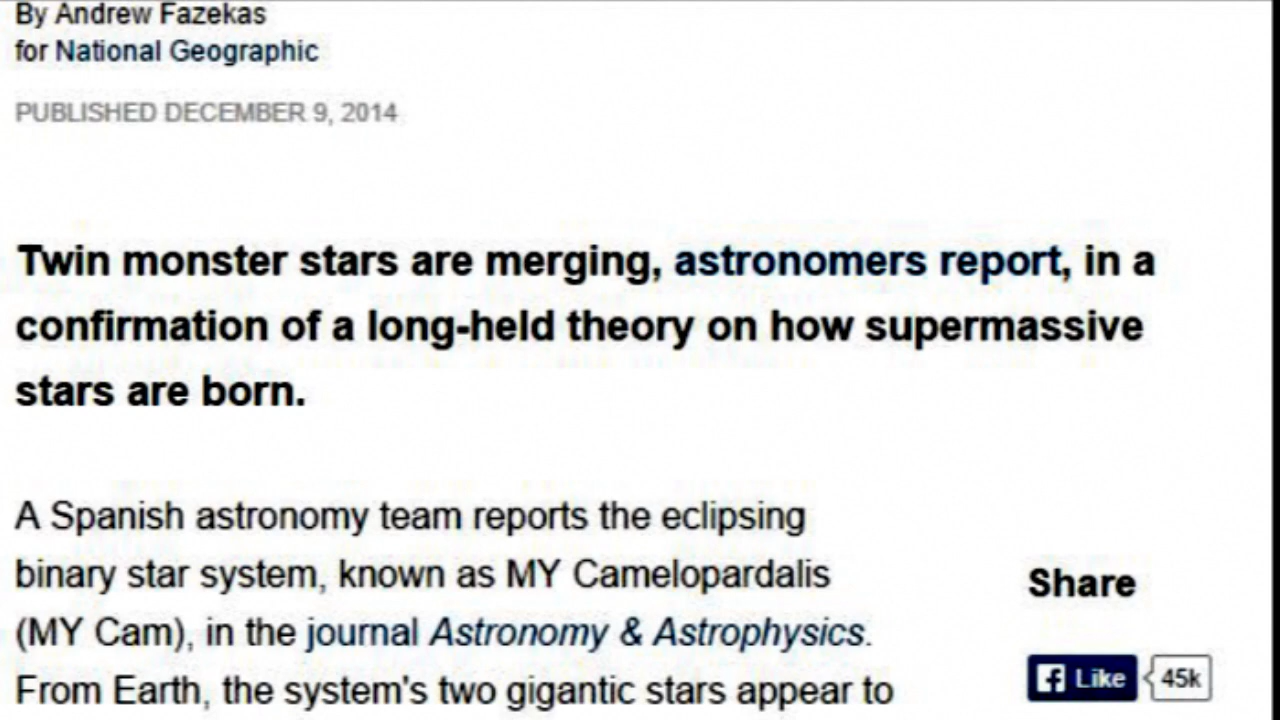 By Andrew Fazekas
for National Geographic
PUBLISHED DECEMBER 9, 2014
Twin monster stars are merging, astronomers report, in a
confirmation of a long-held theory on how supermassive
stars are born.
A Spanish astronomy team reports the eclipsing
binary star system, known as MY Camelopardalis
(MY Cam), in the journal Astronomy & Astrophysics.
From Earth, the system's two gigantic stars appear to
Share
Like 45k